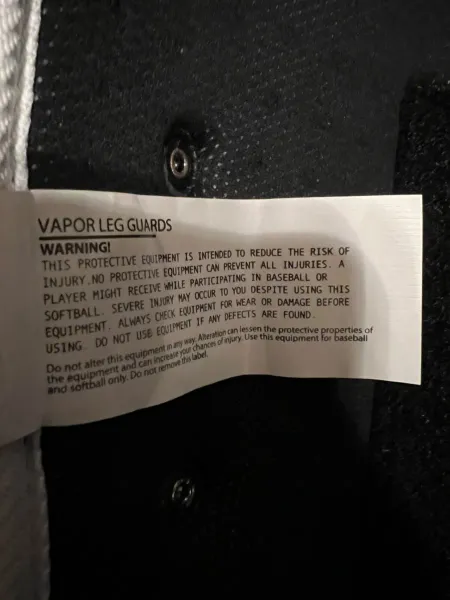 VAPOR LEG GUARDS
WARNING!
THIS PROTECTIVE EQUIPMENT IS INTENDED TO REDUCE THE RISK OF
INJURY.NO PROTECTIVE EQUIPMENT CAN PREVENT ALL INJURIES. A
PLAYER MIGHT RECEIVE WHILE PARTICIPATING IN BASEBALL OR
SOFTBALL. SEVERE INJURY MAY OCCUR TO YOU DESPITE USING THIS
EQUIPMENT. ALWAYS CHECK EQUIPMENT FOR WEAR OR DAMAGE BEFORE
USING. DO NOT USE EQUIPMENT IF ANY DEFECTS ARE FOUND.
Do not alter this equipment in any way. Alteration can lessen the protective properties of
the equipment and can increase your chances of injury. Use this equipment for baseball
and softball only. Do not remove this label.